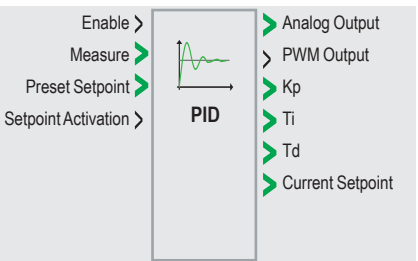 Enable
Measure
Preset Setpoint
Setpoint Activation
PID
Analog Output
PWM Output
Kp
Ti
Td
Current Setpoint